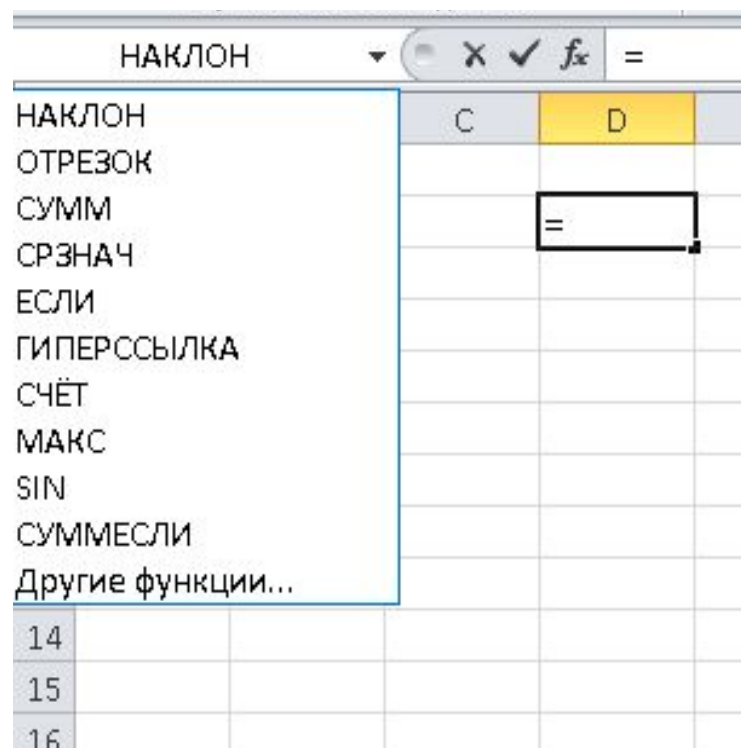 НАКЛОН fx =
НАКЛОН
ОТРЕЗОК
СУММ
СРЗНАЧ
ЕСЛИ
ГИПЕРССЫЛКА
СЧЁТ
МАКС
SIN
СУММЕСЛИ
Другие функции...
C D
=
14
15
16